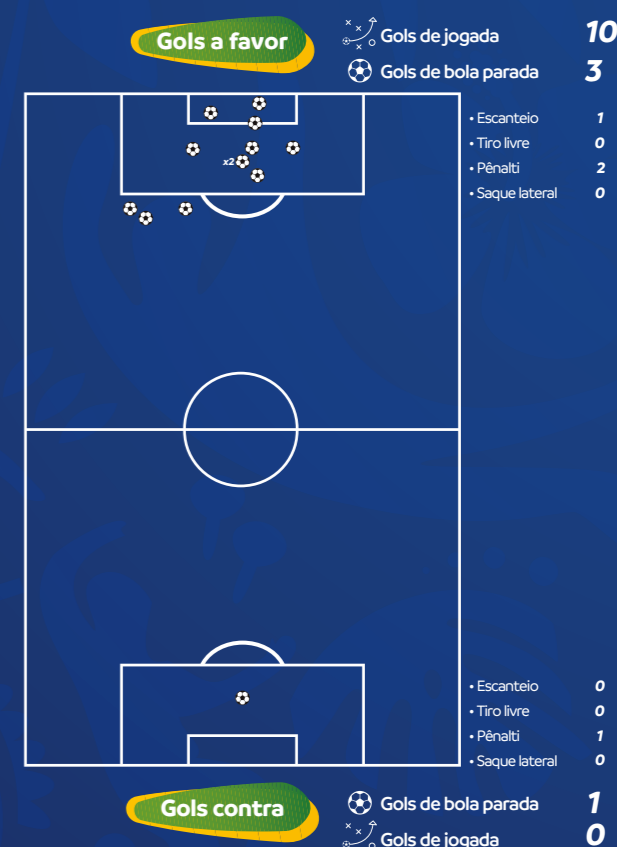 Gols a favor
Gols de jogada 10
Gols de bola parada 3
• Escanteio 1
• Tiro livre 0
• Pênalti 2
• Saque lateral 0
x2
• Escanteio 0
• Tiro livre 0
• Pênalti 1
• Saque lateral 0
Gols contra
Gols de bola parada 1
Gols de jogada 0